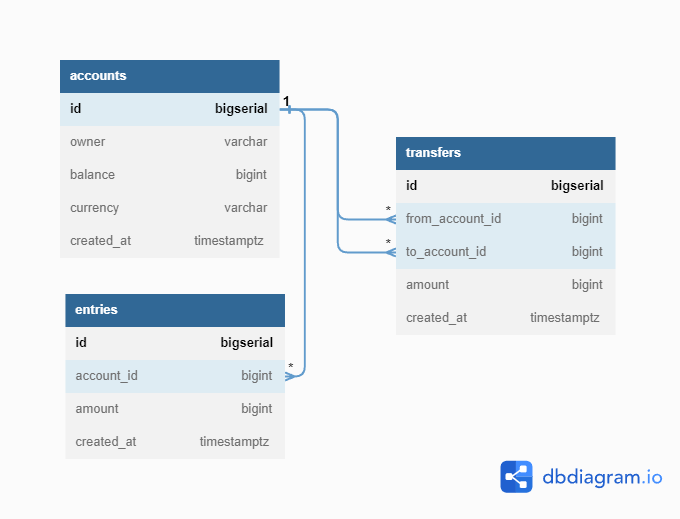 accounts
id bigserial
owner varchar
balance bigint
currency varchar
created_at timestamptz
1
transfers
id bigserial
* from_account_id bigint
* to_account_id bigint
amount bigint
created_at timestamptz
entries
id bigserial
account_id bigint *
amount bigint
created_at timestamptz
dbdiagram.io